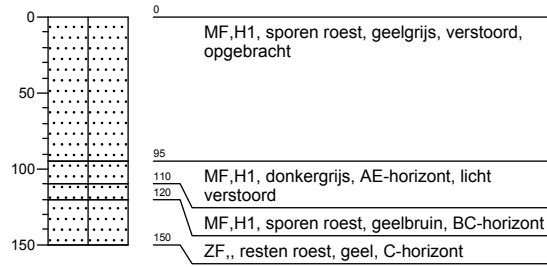 0
0
MF,H1, sporen roest, geelgrijs, verstoord,
opgebracht
50
95
100
MF,H1, donkergrijs, AE-horizont, licht
verstoord
110
120
MF,H1, sporen roest, geelbruin, BC-horizont
150
150
ZF,, resten roest, geel, C-horizont